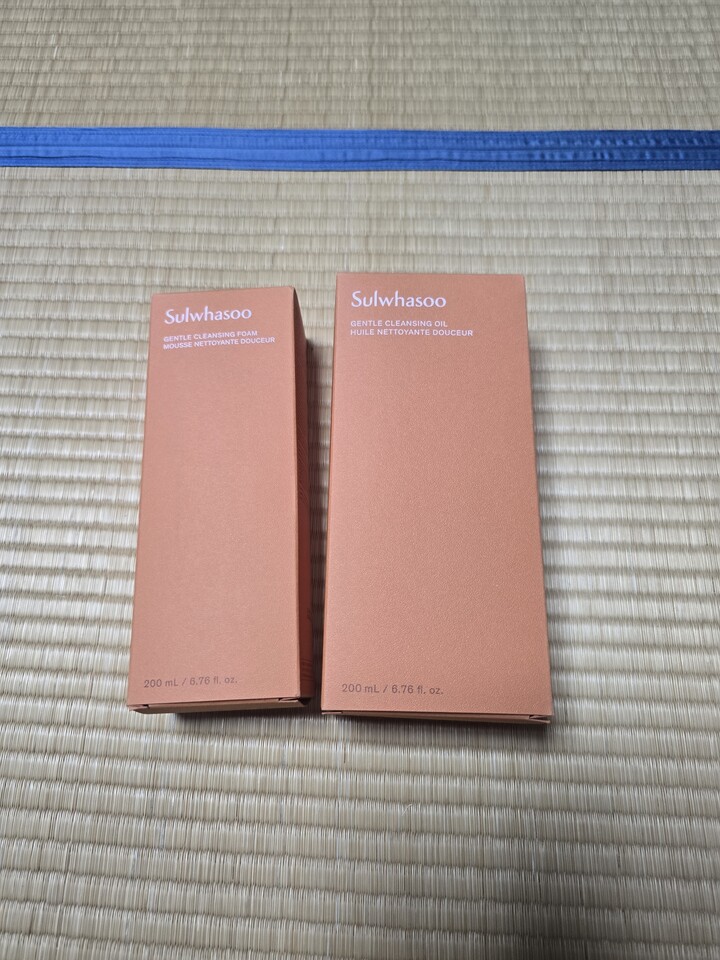 Sulwhasoo
GENTLE CLEANSING FOAM
MOUSSE NETTOYANTE DOUCEUR
200 mL / 6.76 fl. oz.
Sulwhasoo
GENTLE CLEANSING OIL
HUILE NETTOYANTE DOUCEUR
200 mL / 6.76 fl. oz.